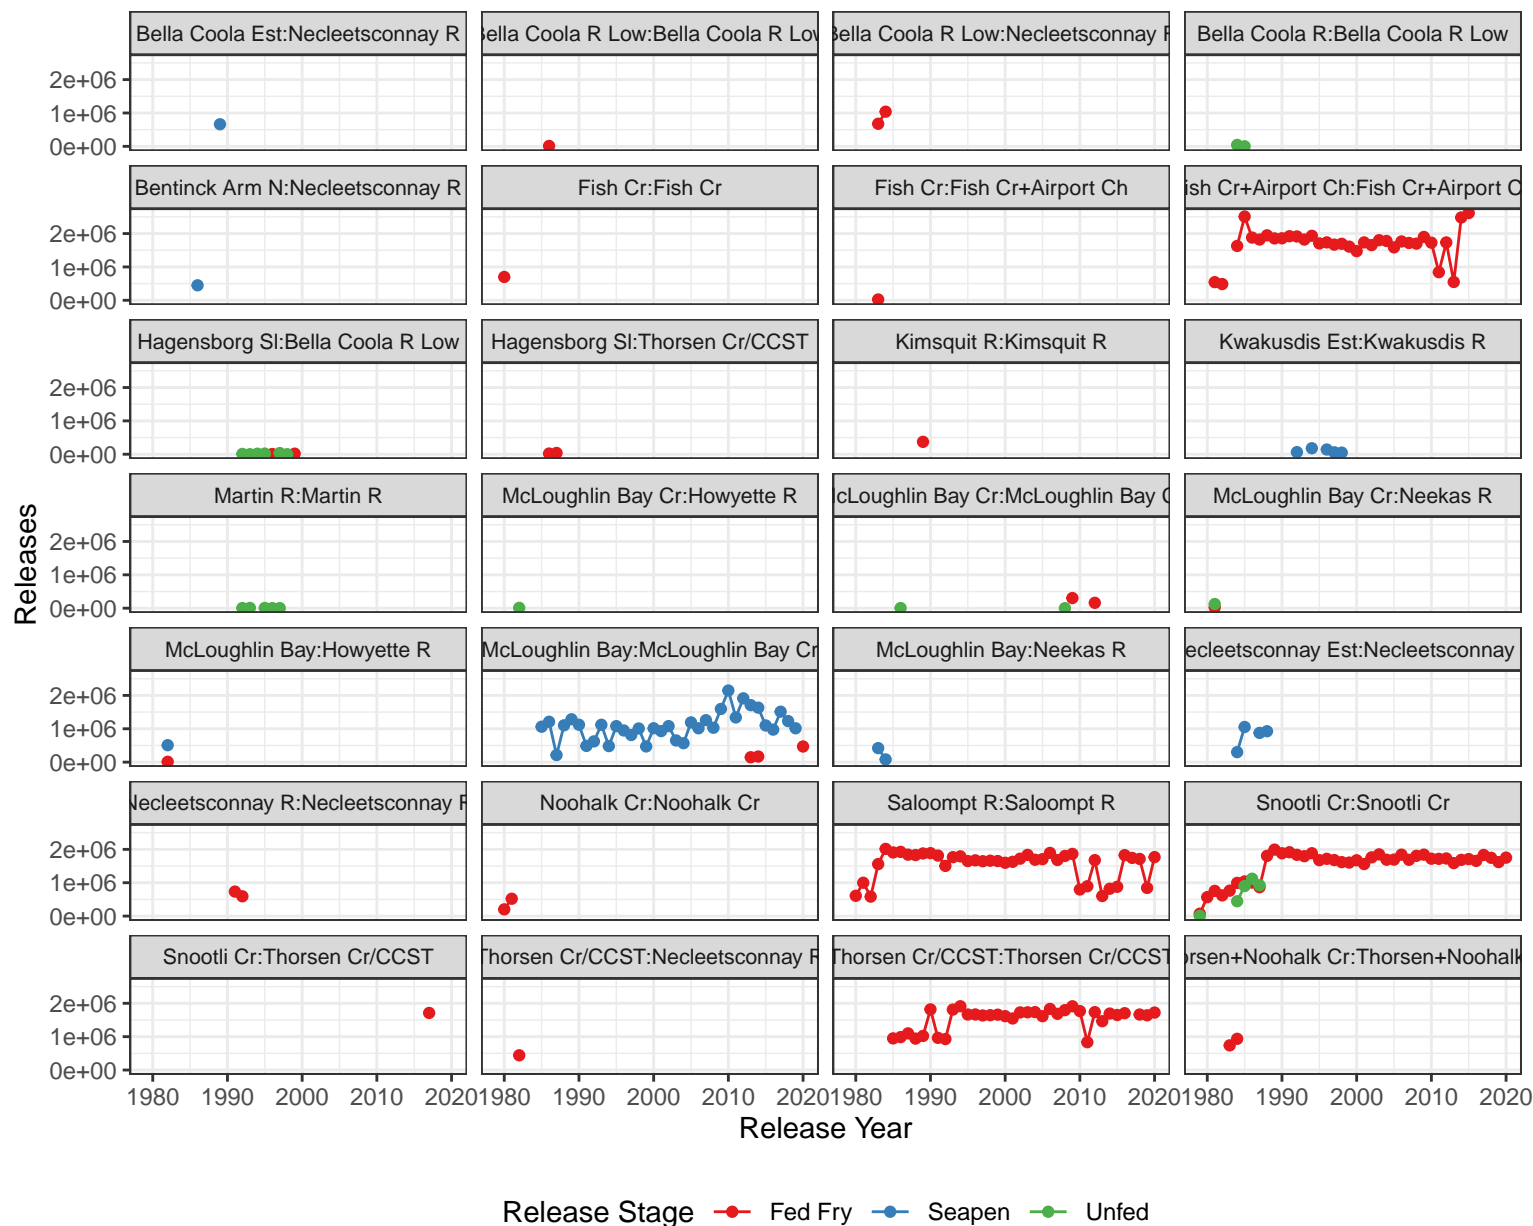 Bella Coola Est:Necleetsconnay R
Bella Coola R Low:Bella Coola R Low
Bella Coola R Low:Necleetsconnay R
Bella Coola R:Bella Coola R Low
2e+06
1e+06
0e+00
Bentinck Arm N:Necleetsconnay R
Fish Cr:Fish Cr
Fish Cr:Fish Cr+Airport Ch
ish Cr+Airport Ch:Fish Cr+Airport C
2e+06
1e+06
0e+00
Hagensborg Sl:Bella Coola R Low
Hagensborg Sl:Thorsen Cr/CCST
Kimsquit R:Kimsquit R
Kwakusdis Est:Kwakusdis R
2e+06
1e+06
0e+00
Martin R:Martin R
McLoughlin Bay Cr:Howyette R
cLoughlin Bay Cr:McLoughlin Bay C
McLoughlin Bay Cr:Neekas R
2e+06
1e+06
0e+00
McLoughlin Bay:Howyette R
McLoughlin Bay:McLoughlin Bay Cr
McLoughlin Bay:Neekas R
ecleetsconnay Est:Necleetsconnay
2e+06
1e+06
0e+00
Necleetsconnay R:Necleetsconnay R
Noohalk Cr:Noohalk Cr
Saloompt R:Saloompt R
Snootli Cr:Snootli Cr
2e+06
1e+06
0e+00
Snootli Cr:Thorsen Cr/CCST
Thorsen Cr/CCST:Necleetsconnay R
Thorsen Cr/CCST:Thorsen Cr/CCST
orsen+Noohalk Cr:Thorsen+Noohalk
2e+06
1e+06
0e+00
1980 1990 2000 2010 2020
1980 1990 2000 2010 2020
1980 1990 2000 2010 2020
1980 1990 2000 2010 2020
Releases
Release Year
Release Stage Fed Fry Seapen Unfed